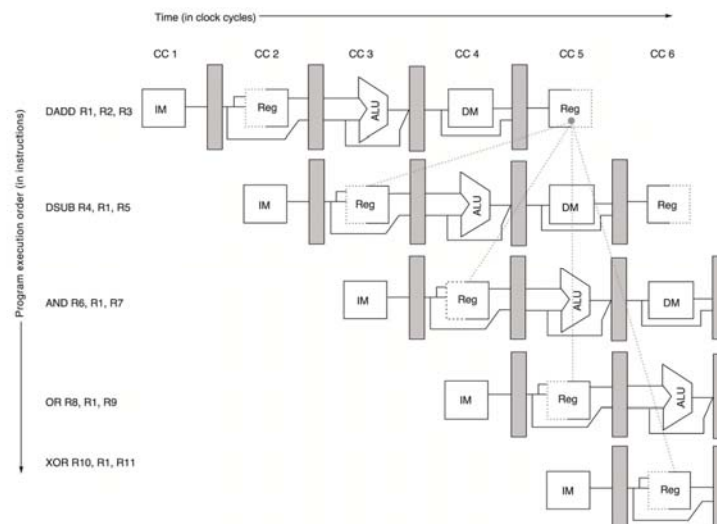 Time (in clock cycles)
CC 1 CC 2 CC 3 CC 4 CC 5 CC 6
Program execution order (in instructions)
DADD R1, R2, R3 IM Reg ALU DM Reg
DSUB R4, R1, R5 IM Reg ALU DM Reg
AND R6, R1, R7 IM Reg ALU DM
OR R8, R1, R9 IM Reg ALU
XOR R10, R1, R11 IM Reg